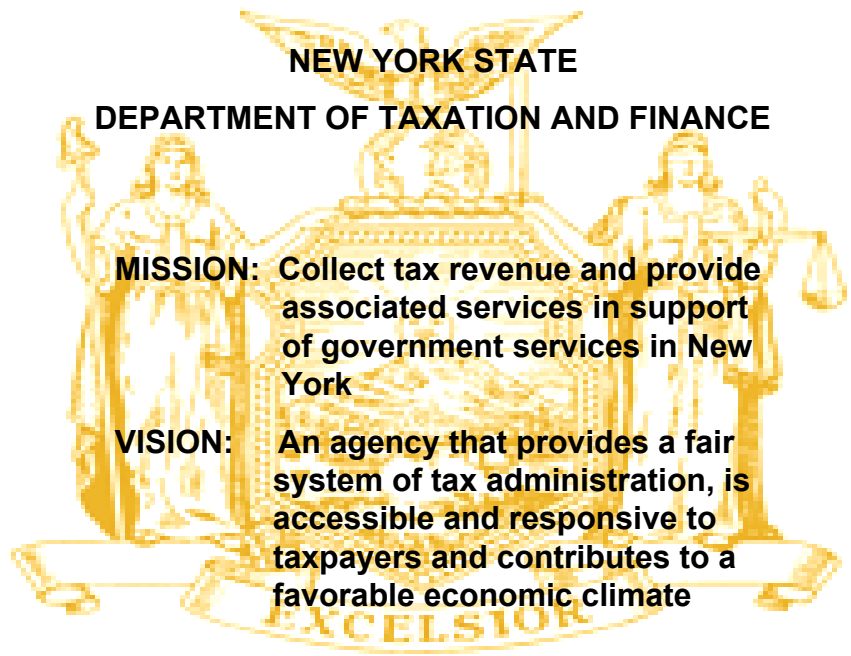 NEW YORK STATE
DEPARTMENT OF TAXATION AND FINANCE
MISSION: Collect tax revenue and provide
associated services in support
of government services in New
York
VISION: An agency that provides a fair
system of tax administration, is
accessible and responsive to
taxpayers and contributes to a
favorable economic climate
EXCELSIOR